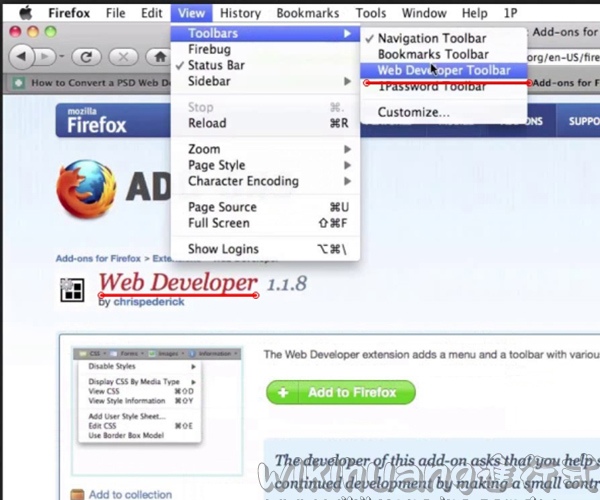 Firefox File Edit View History Bookmarks Tools Window Help 1P
Toolbars
Firebug
Status Bar
Sidebar
Stop ⌘.
Reload ⌘R
Zoom
Page Style
Character Encoding
Page Source ⌘U
Full Screen ⇧⌘F
Show Logins ⌥⌘\
Navigation Toolbar
Bookmarks Toolbar
Web Developer Toolbar
1Password Toolbar
Customize...
Add-ons
org/en-US/fire
How to Convert a PSD Web D
Add-ons for F
mozilla
Firefox
ADD-ONS SUPPO
AD
Add-ons for Firefox > Exten
Web Developer 1.1.8
by chrispederick
CSS Forms Images Information
Disable Styles
Display CSS By Media Type
View CSS ⌘⇧D
View Style Information ⌘⇧Y
Add User Style Sheet...
Edit CSS ⌘⇧E
Use Border Box Model
The Web Developer extension adds a menu and a toolbar with variou
Add to Firefox
The developer of this add-on asks that you help s
continued development by making a small contr
Add to collection